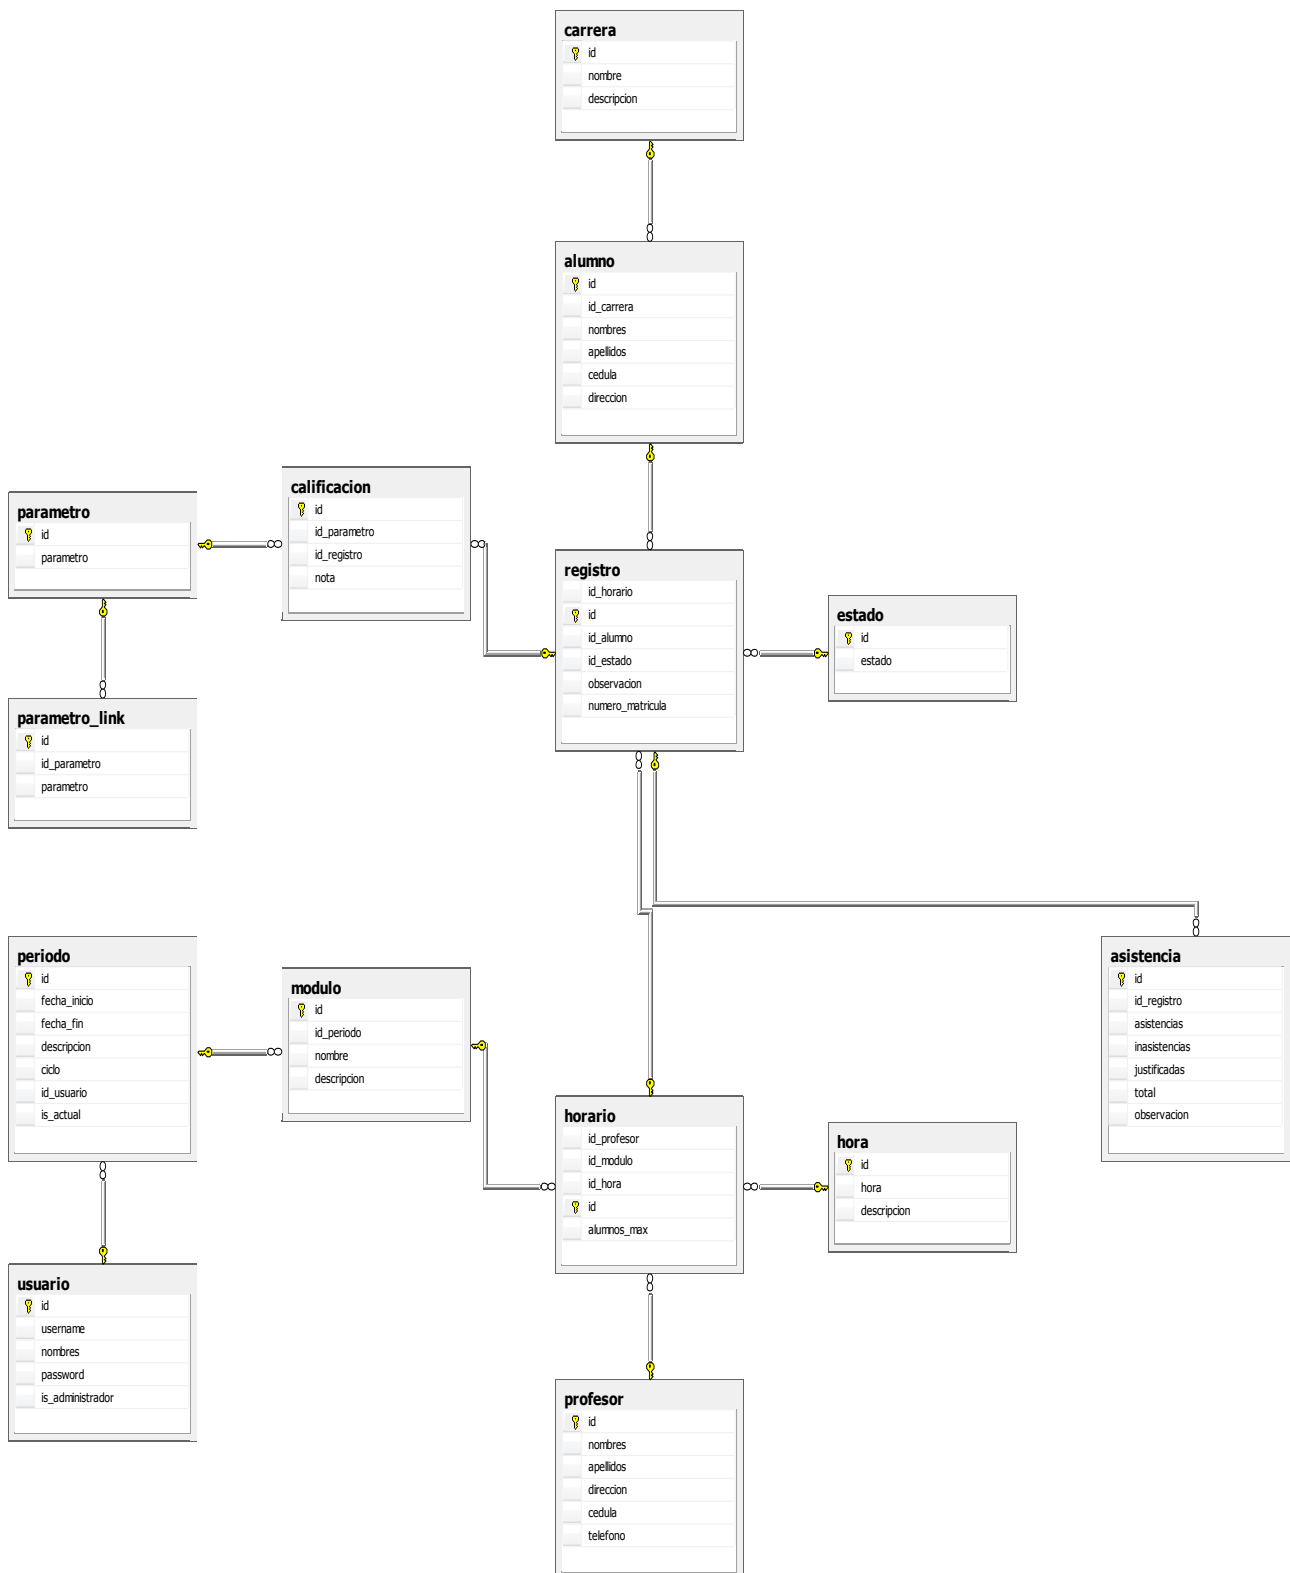 carrera
id
nombre
descripcion
alumno
id
id_carrera
nombres
apellidos
cedula
direccion
calificacion
id
id_parametro
id_registro
nota
parametro
id
parametro
registro
id_horario
id
id_alumno
id_estado
observacion
numero_matricula
estado
id
estado
parametro_link
id
id_parametro
parametro
periodo
id
fecha_inicio
fecha_fin
descripcion
ciclo
id_usuario
is_actual
modulo
id
id_periodo
nombre
descripcion
asistencia
id
id_registro
asistencias
inasistencias
justificadas
total
observacion
horario
id_profesor
id_modulo
id_hora
id
alumnos_max
hora
id
hora
descripcion
usuario
id
username
nombres
password
is_administrador
profesor
id
nombres
apellidos
direccion
cedula
telefono